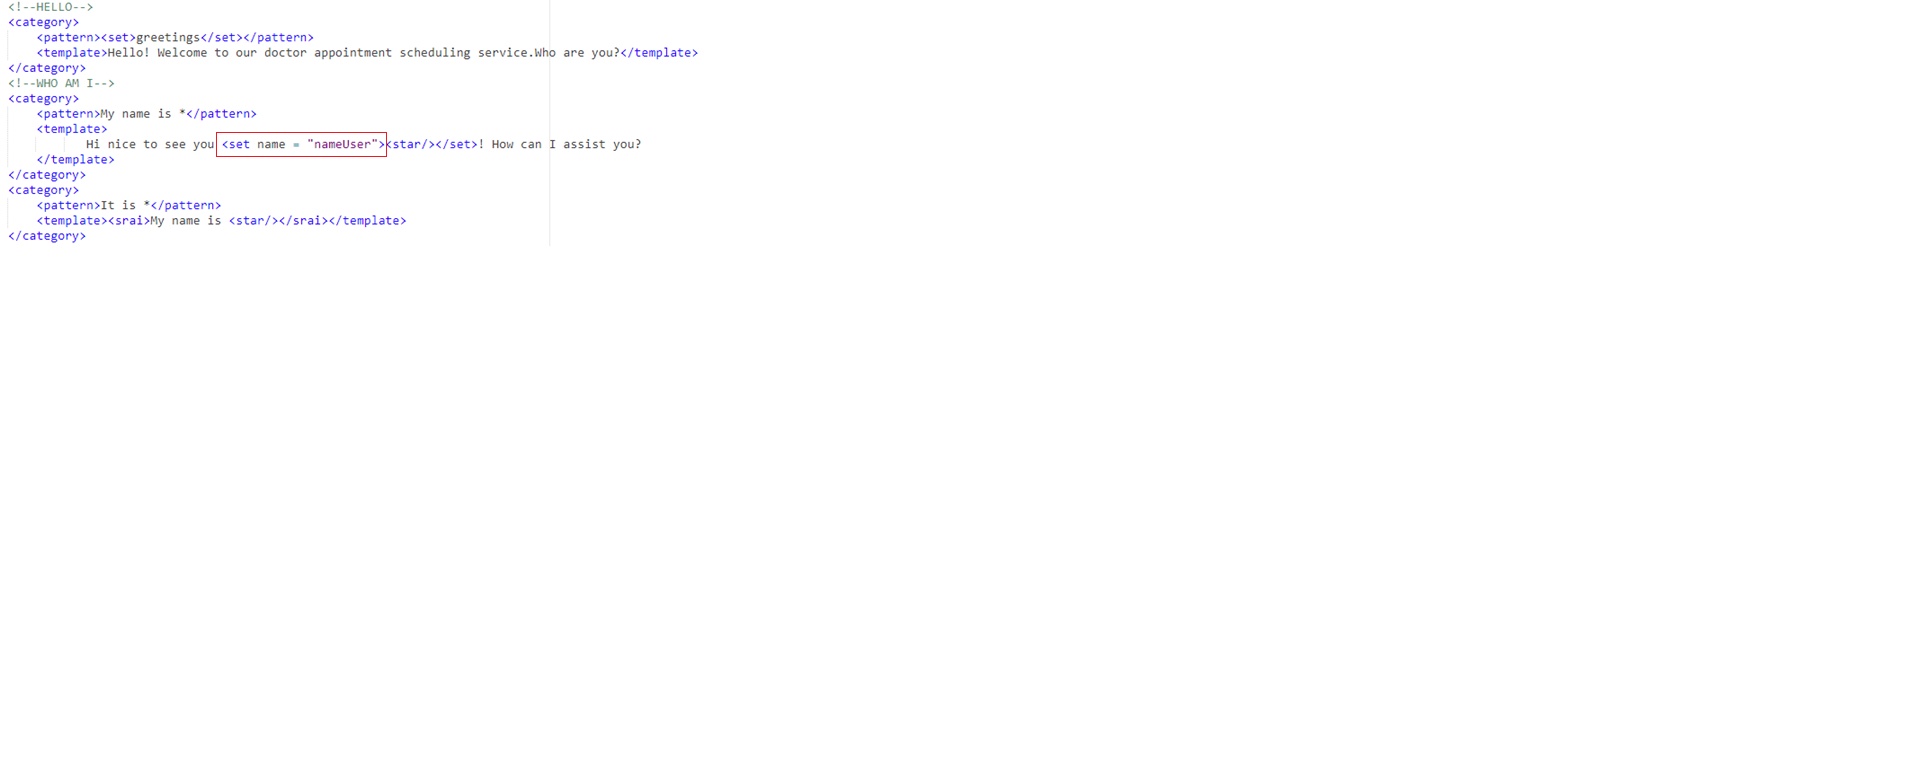 <!--HELLO-->
<category>
    <pattern><set>greetings</set></pattern>
    <template>Hello! Welcome to our doctor appointment scheduling service.Who are you?</template>
</category>
<!--WHO AM I-->
<category>
    <pattern>My name is *</pattern>
    <template>
           Hi nice to see you <set name = "nameUser"><star/></set>! How can I assist you?
    </template>
</category>
<category>
    <pattern>It is *</pattern>
    <template><srai>My name is <star/></srai></template>
</category>